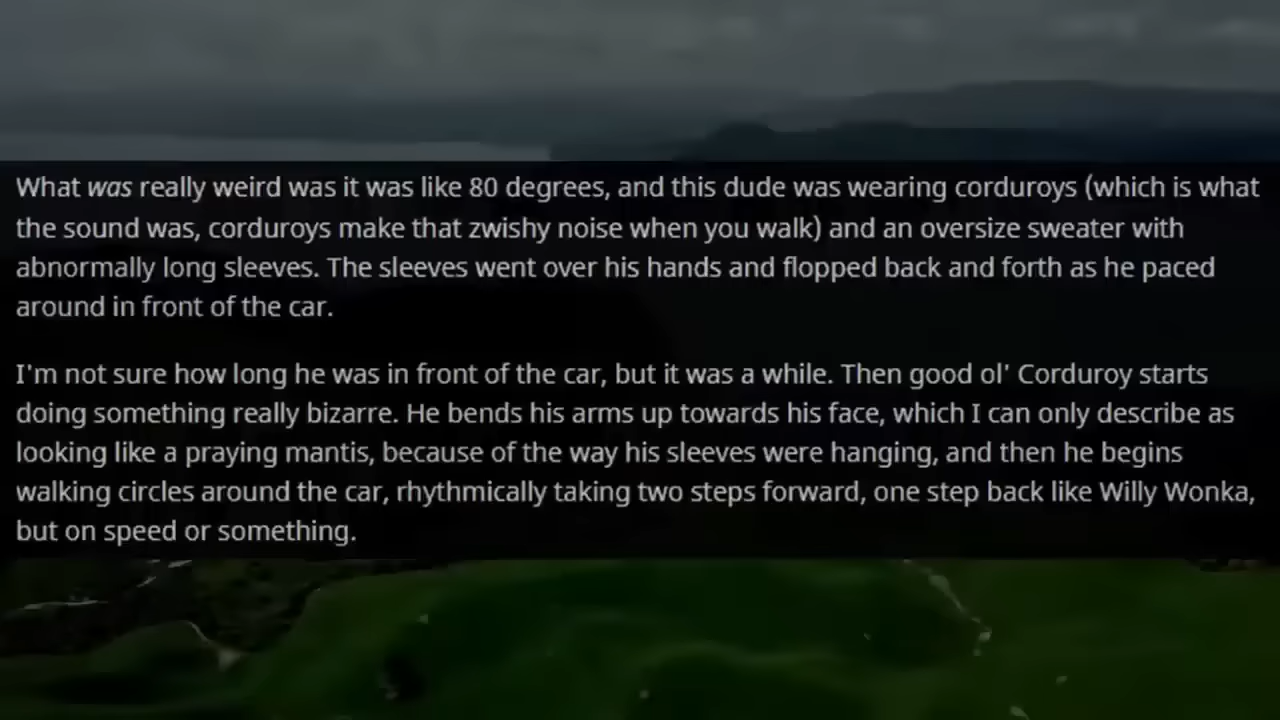 What was really weird was it was like 80 degrees, and this dude was wearing corduroys (which is what
the sound was, corduroys make that zwishy noise when you walk) and an oversize sweater with
abnormally long sleeves. The sleeves went over his hands and flopped back and forth as he paced
around in front of the car.
I'm not sure how long he was in front of the car, but it was a while. Then good ol' Corduroy starts
doing something really bizarre. He bends his arms up towards his face, which I can only describe as
looking like a praying mantis, because of the way his sleeves were hanging, and then he begins
walking circles around the car, rhythmically taking two steps forward, one step back like Willy Wonka,
but on speed or something.